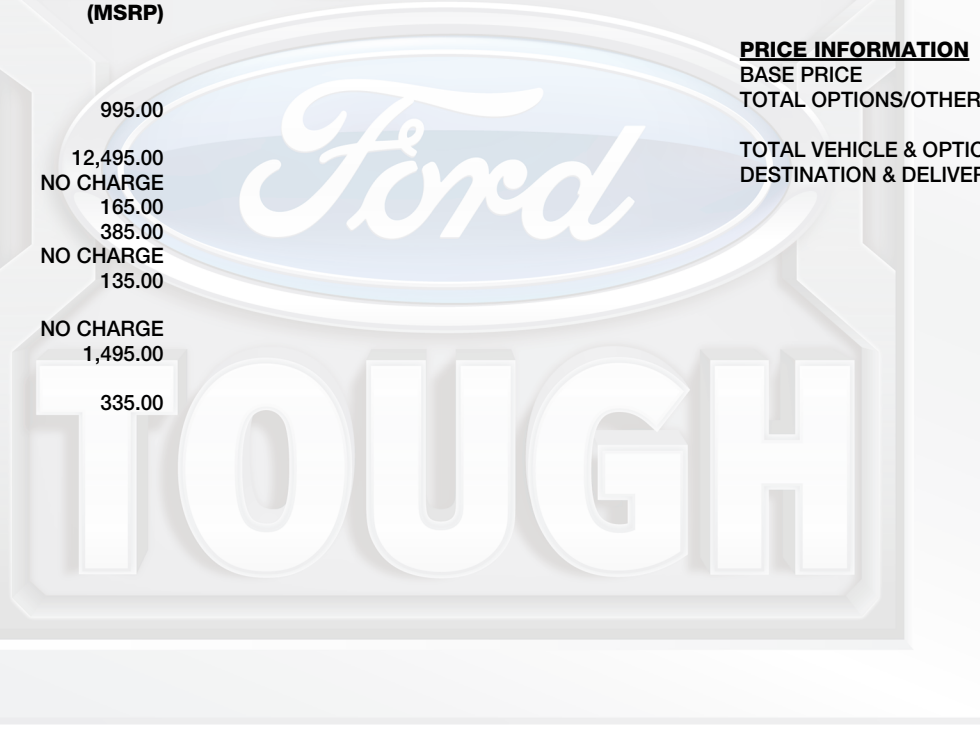 (MSRP)
995.00
12,495.00
NO CHARGE
165.00
385.00
NO CHARGE
135.00
NO CHARGE
1,495.00
335.00
PRICE INFORMATION
BASE PRICE
TOTAL OPTIONS/OTHER
TOTAL VEHICLE & OPTIO
DESTINATION & DELIVER
Ford
TOUGH